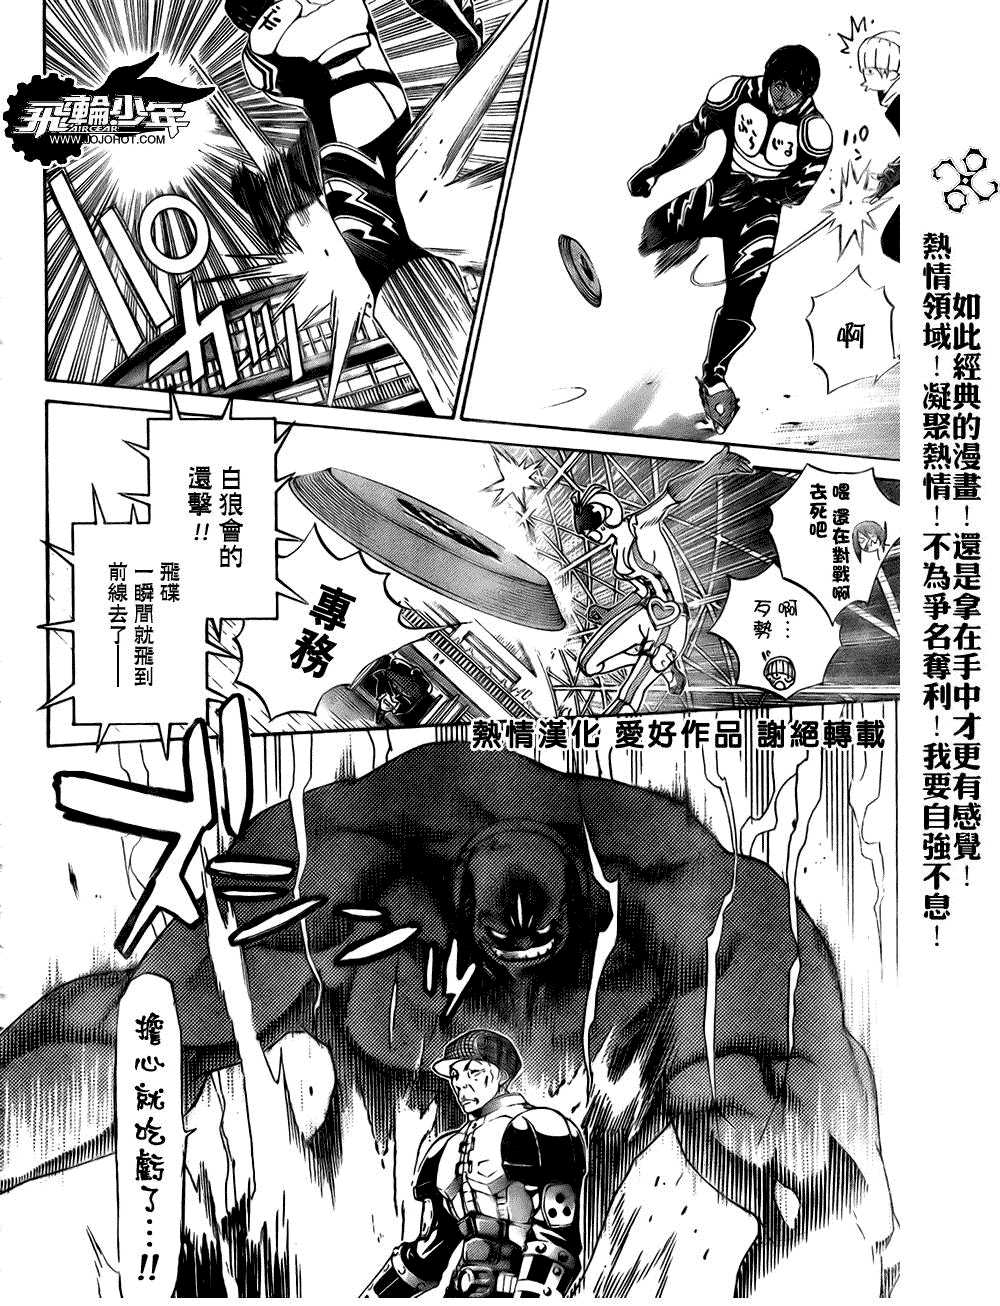 飛輪少年
AIR GEAR
WWW.JOJOHOT.COM
ぶらじる
啊
喂 還在對戰啊
去死吧
啊…
歹勢
專務
白狼會的
還擊!!
飛碟
一瞬間就飛到
前線去了──
熱情漢化 愛好作品 謝絕轉載
擔心就吃虧了…!!
如此經典的漫畫！還是拿在手中才更有感覺！
熱情領域！凝聚熱情！不為爭名奪利！我要自強不息！